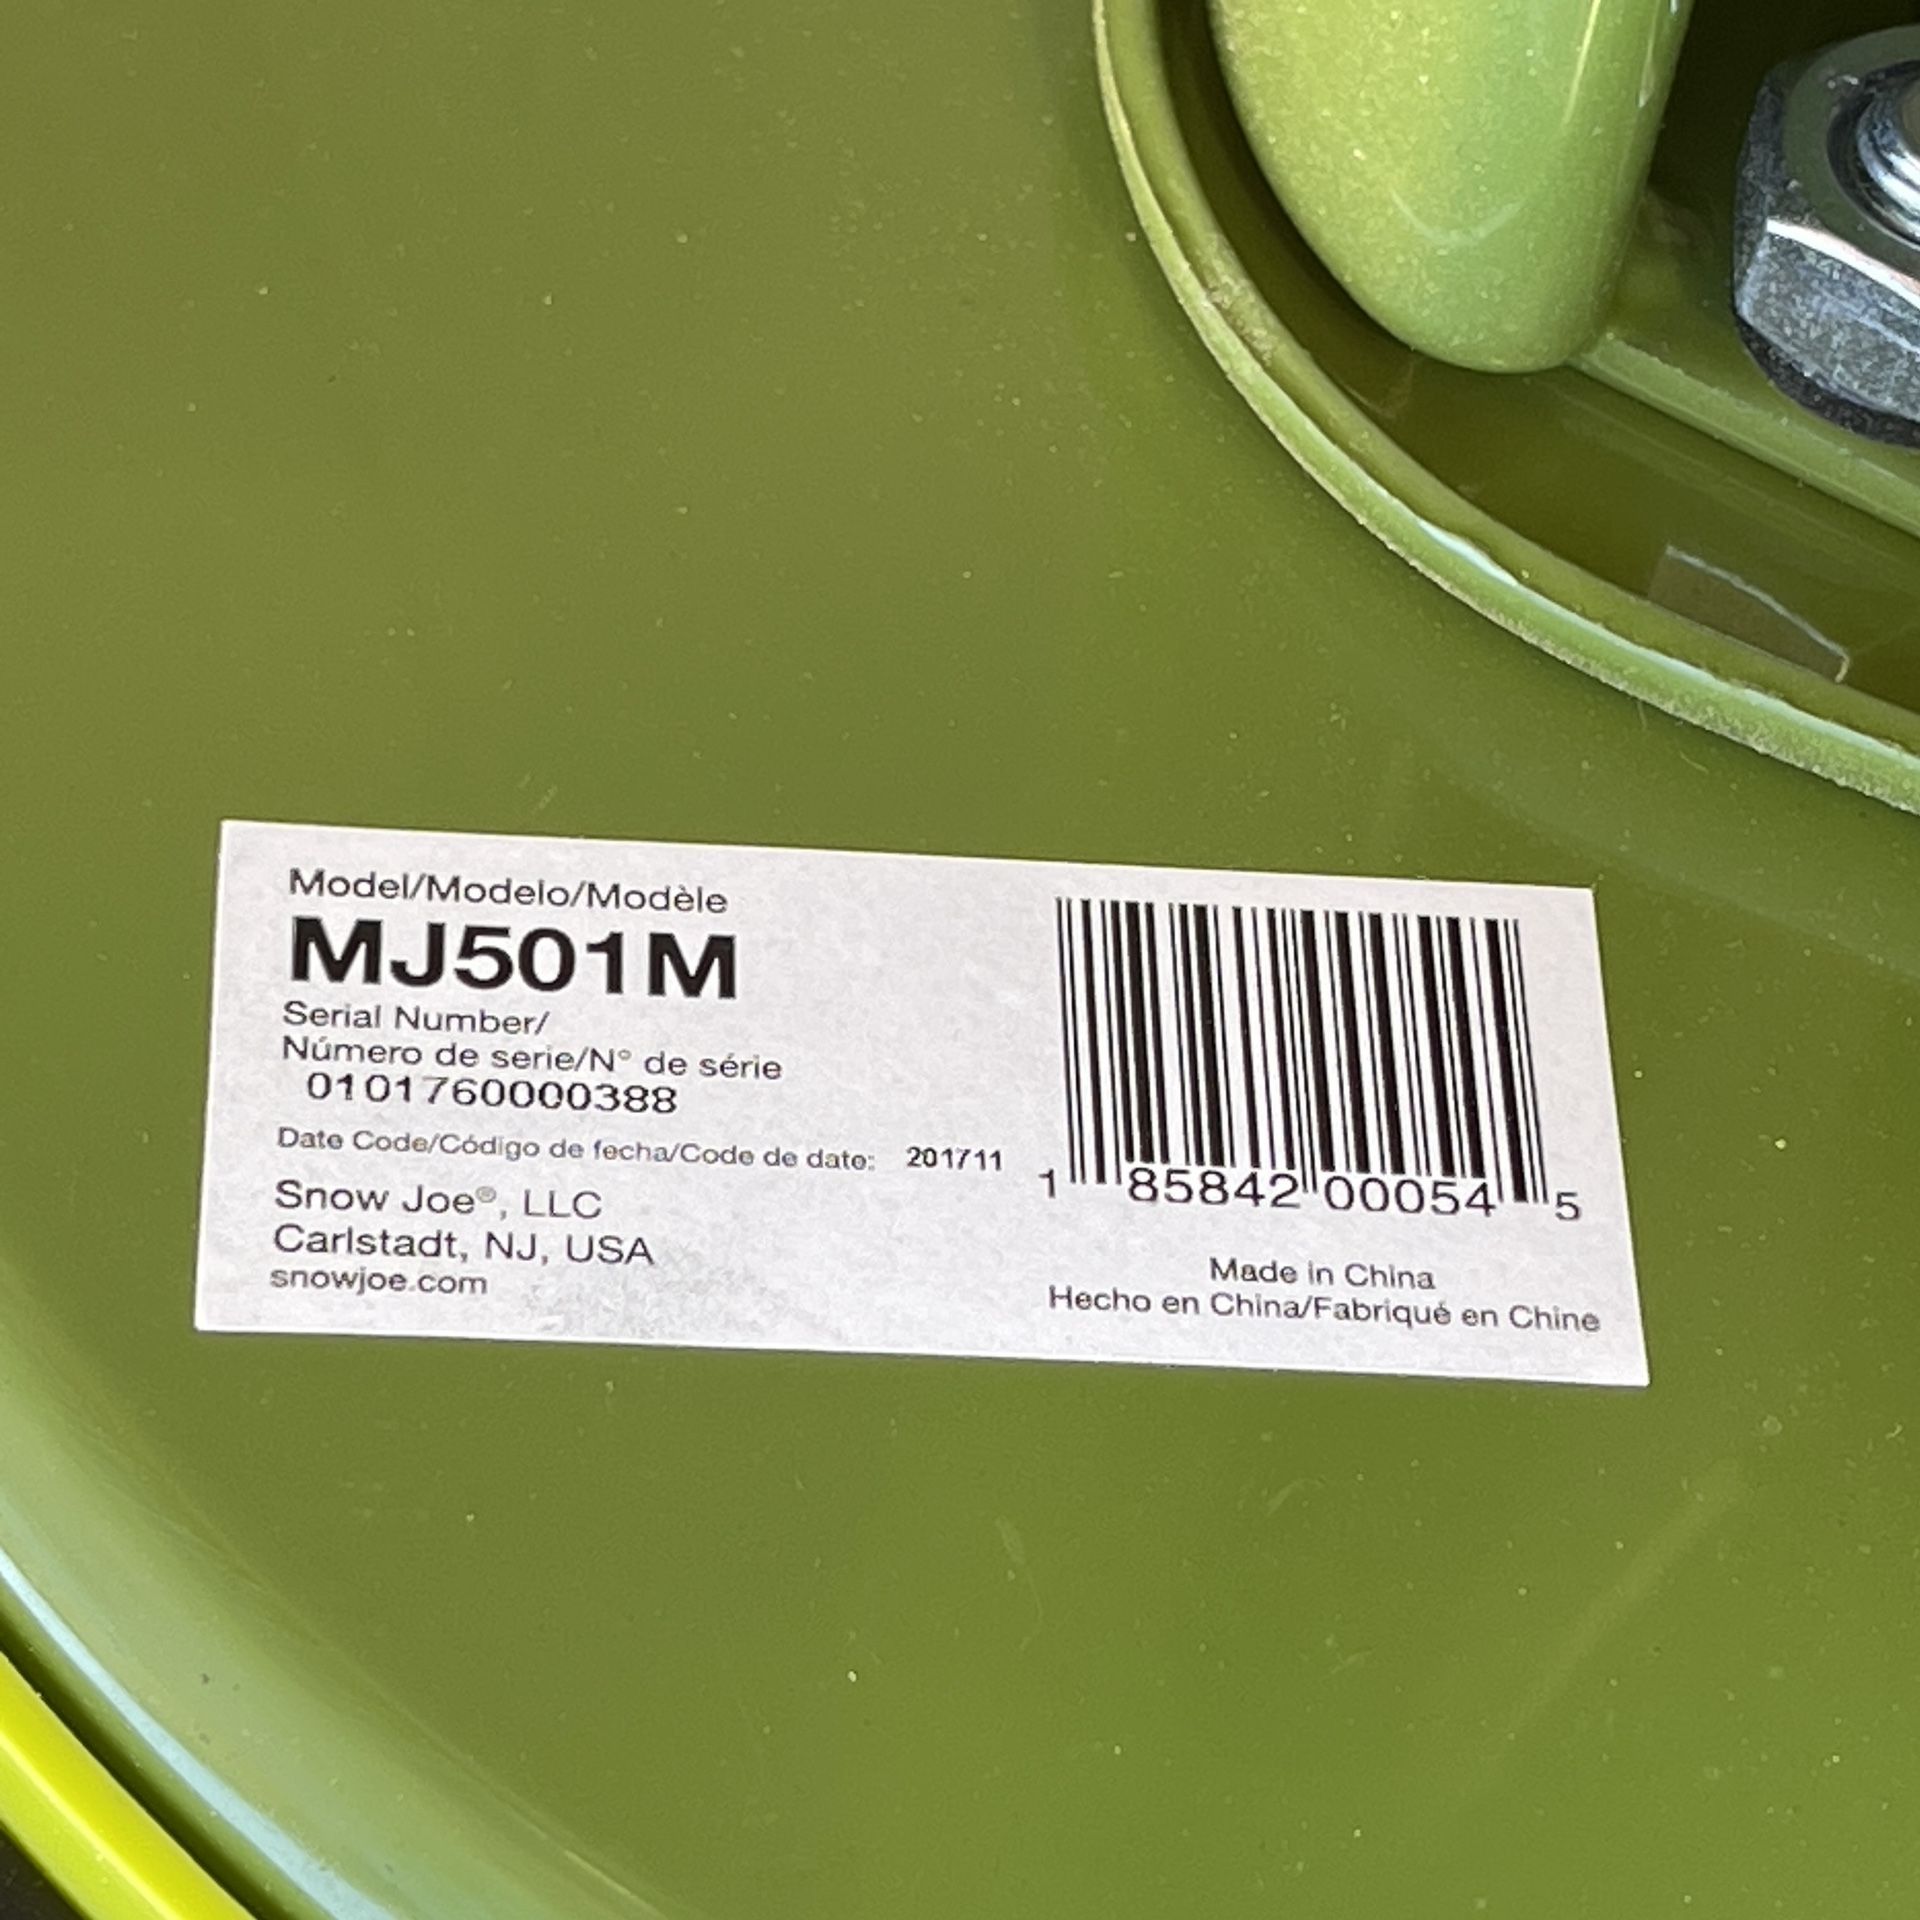 Model/Modelo/Modèle
MJ501M
Serial Number/
Número de serie/N° de série
0101760000388
Date Code/Código de fecha/Code de date: 201711
Snow Joe®, LLC
Carlstadt, NJ, USA
snowjoe.com
1 85842 00054 5
Made in China
Hecho en China/Fabriqué en Chine